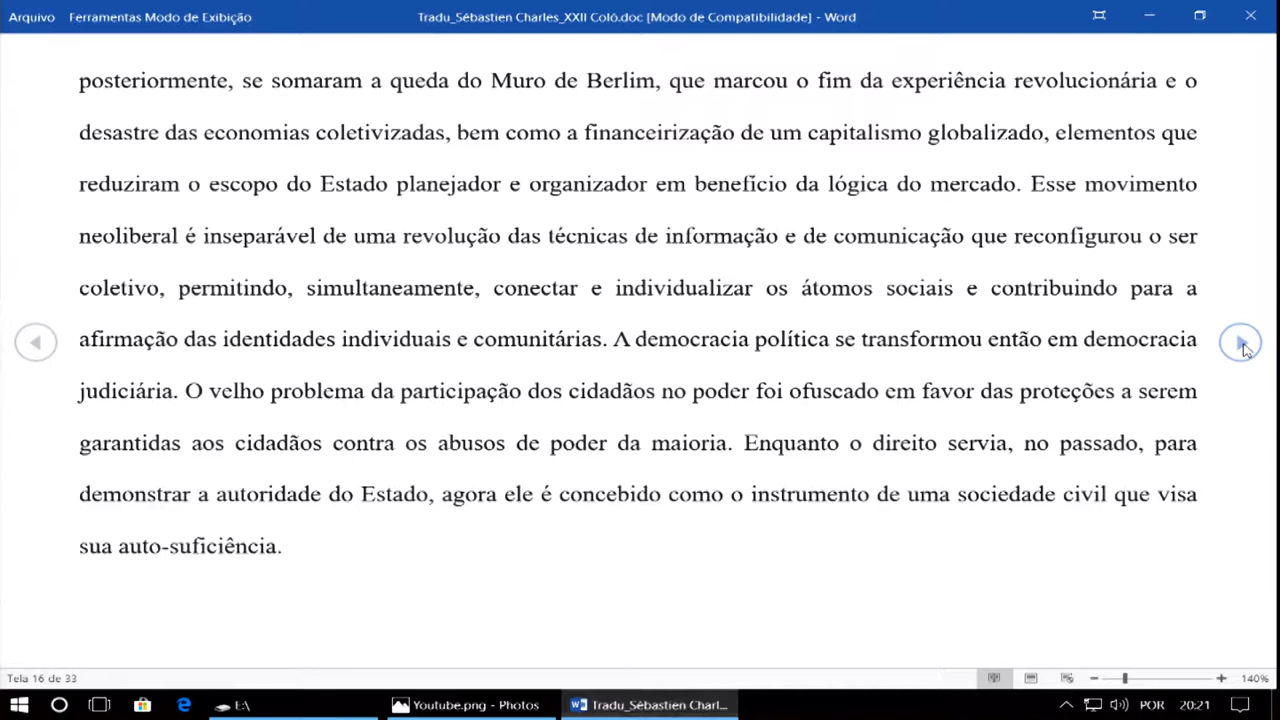 Arquivo Ferramentas Modo de Exibição Tradu_Sébastien Charles_XXII Coló.doc [Modo de Compatibilidade] - Word
posteriormente, se somaram a queda do Muro de Berlim, que marcou o fim da experiência revolucionária e o
desastre das economias coletivizadas, bem como a financeirização de um capitalismo globalizado, elementos que
reduziram o escopo do Estado planejador e organizador em benefício da lógica do mercado. Esse movimento
neoliberal é inseparável de uma revolução das técnicas de informação e de comunicação que reconfigurou o ser
coletivo, permitindo, simultaneamente, conectar e individualizar os átomos sociais e contribuindo para a
afirmação das identidades individuais e comunitárias. A democracia política se transformou então em democracia
judiciária. O velho problema da participação dos cidadãos no poder foi ofuscado em favor das proteções a serem
garantidas aos cidadãos contra os abusos de poder da maioria. Enquanto o direito servia, no passado, para
demonstrar a autoridade do Estado, agora ele é concebido como o instrumento de uma sociedade civil que visa
sua auto-suficiência.
Tela 16 de 33 140%
E:\ Youtube.png - Photos Tradu_Sébastien Charl... POR 20:21